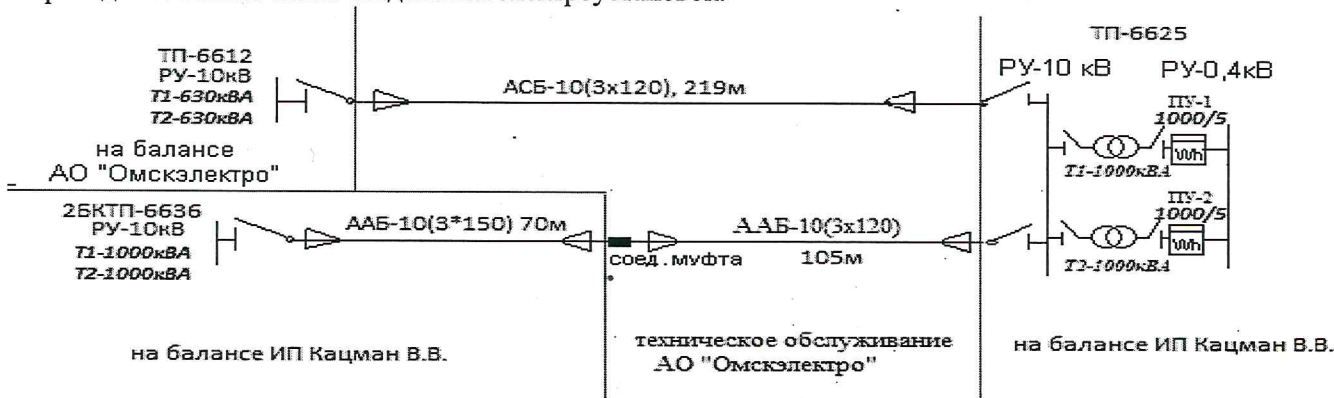 ТП-6612
РУ-10кВ
Т1-630кВА
Т2-630кВА
на балансе
АО "Омскэлектро"
АСБ-10(3х120), 219м
ТП-6625
РУ-10 кВ
РУ-0,4кВ
ПУ-1
1000/5
Wh
Т1-1000кВА
2БКТП-6636
РУ-10кВ
Т1-1000кВА
Т2-1000кВА
ААБ-10(3*150) 70м
соед.муфта
ААБ-10(3х120)
105м
ПУ-2
1000/5
Wh
Т2-1000кВА
на балансе ИП Кацман В.В.
техническое обслуживание
АО "Омскэлектро"
на балансе ИП Кацман В.В.